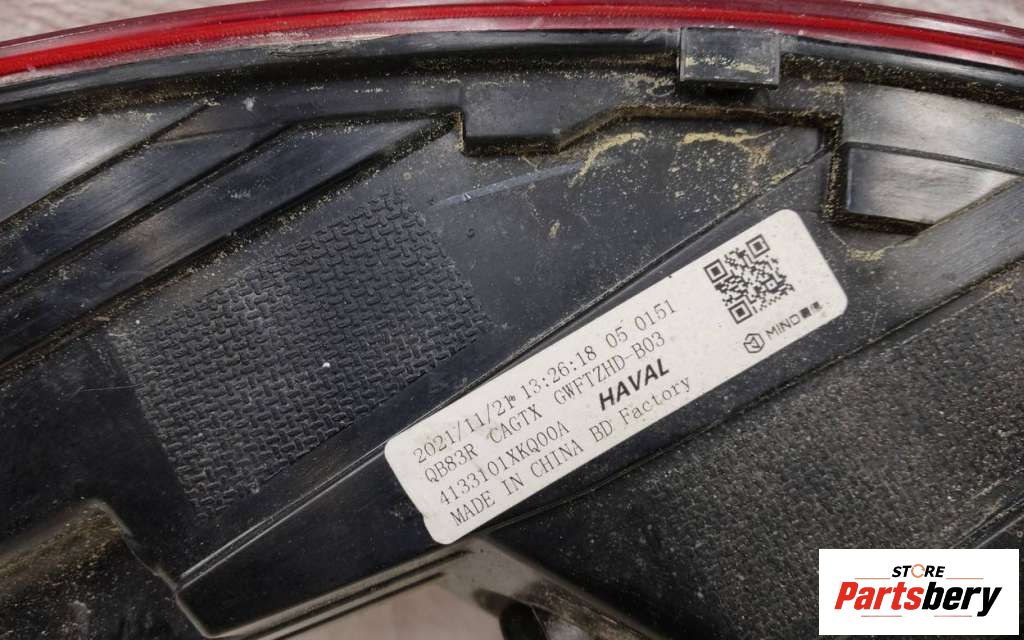 2021/11/21 13:26:18 05 0151
QB83R CAGTX GWFTZHD-B03
4133101XKQ00A HAVAL
MADE IN CHINA BD Factory
MIND
STORE
Partsbery